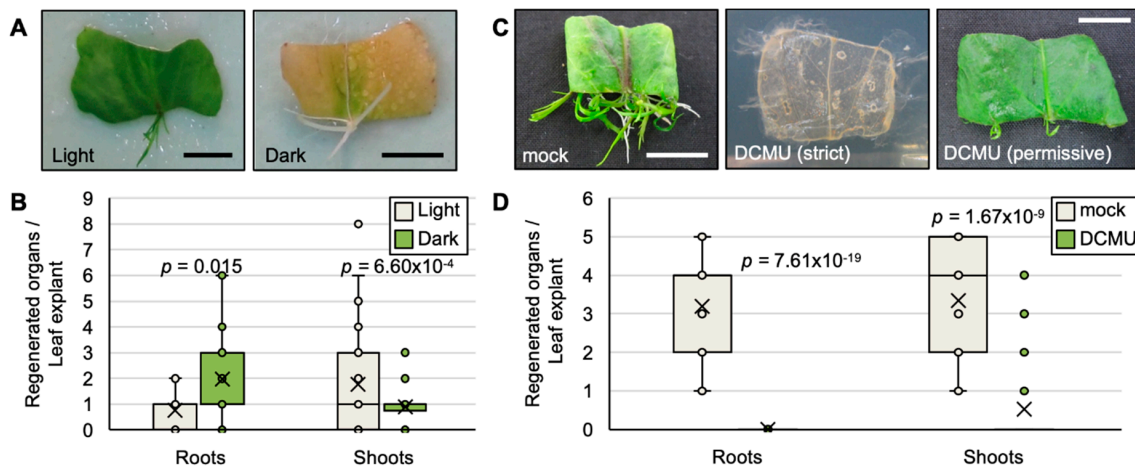 A
Light
Dark
B
Regenerated organs /
Leaf explant
9
8
7
6
5
4
3
2
1
0
Light
Dark
p = 0.015
p = 6.60x10-4
Roots
Shoots
C
mock
DCMU (strict)
DCMU (permissive)
D
Regenerated organs /
Leaf explant
6
5
4
3
2
1
0
mock
DCMU
p = 7.61x10-19
p = 1.67x10-9
Roots
Shoots